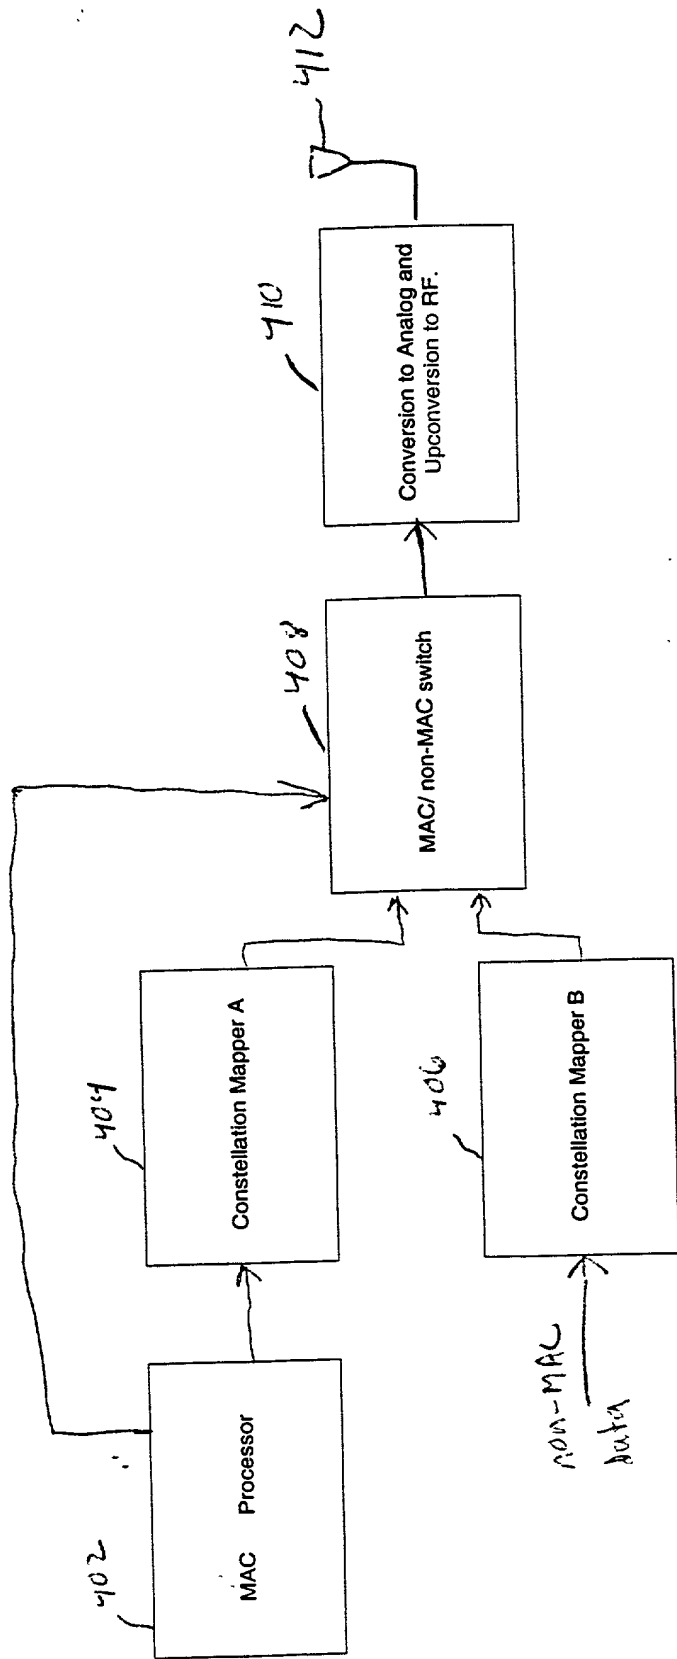 402
MAC Processor
404
Constellation Mapper A
406
Constellation Mapper B
non-MAC
Data
408
MAC/ non-MAC switch
410
Conversion to Analog and
Upconversion to RF.
412